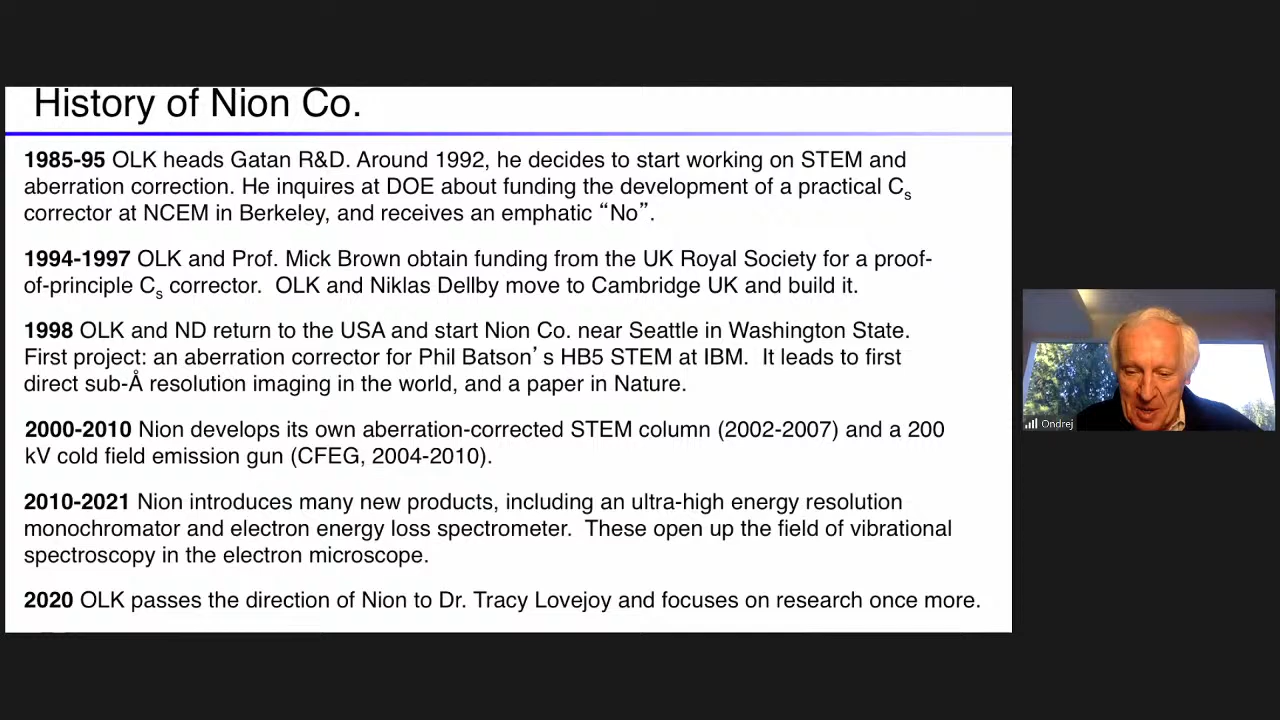 History of Nion Co.
1985-95 OLK heads Gatan R&D. Around 1992, he decides to start working on STEM and
aberration correction. He inquires at DOE about funding the development of a practical Cs
corrector at NCEM in Berkeley, and receives an emphatic “No”.
1994-1997 OLK and Prof. Mick Brown obtain funding from the UK Royal Society for a proof-
of-principle Cs corrector. OLK and Niklas Dellby move to Cambridge UK and build it.
1998 OLK and ND return to the USA and start Nion Co. near Seattle in Washington State.
First project: an aberration corrector for Phil Batson’s HB5 STEM at IBM. It leads to first
direct sub-Å resolution imaging in the world, and a paper in Nature.
2000-2010 Nion develops its own aberration-corrected STEM column (2002-2007) and a 200
kV cold field emission gun (CFEG, 2004-2010).
2010-2021 Nion introduces many new products, including an ultra-high energy resolution
monochromator and electron energy loss spectrometer. These open up the field of vibrational
spectroscopy in the electron microscope.
2020 OLK passes the direction of Nion to Dr. Tracy Lovejoy and focuses on research once more.
Ondrej